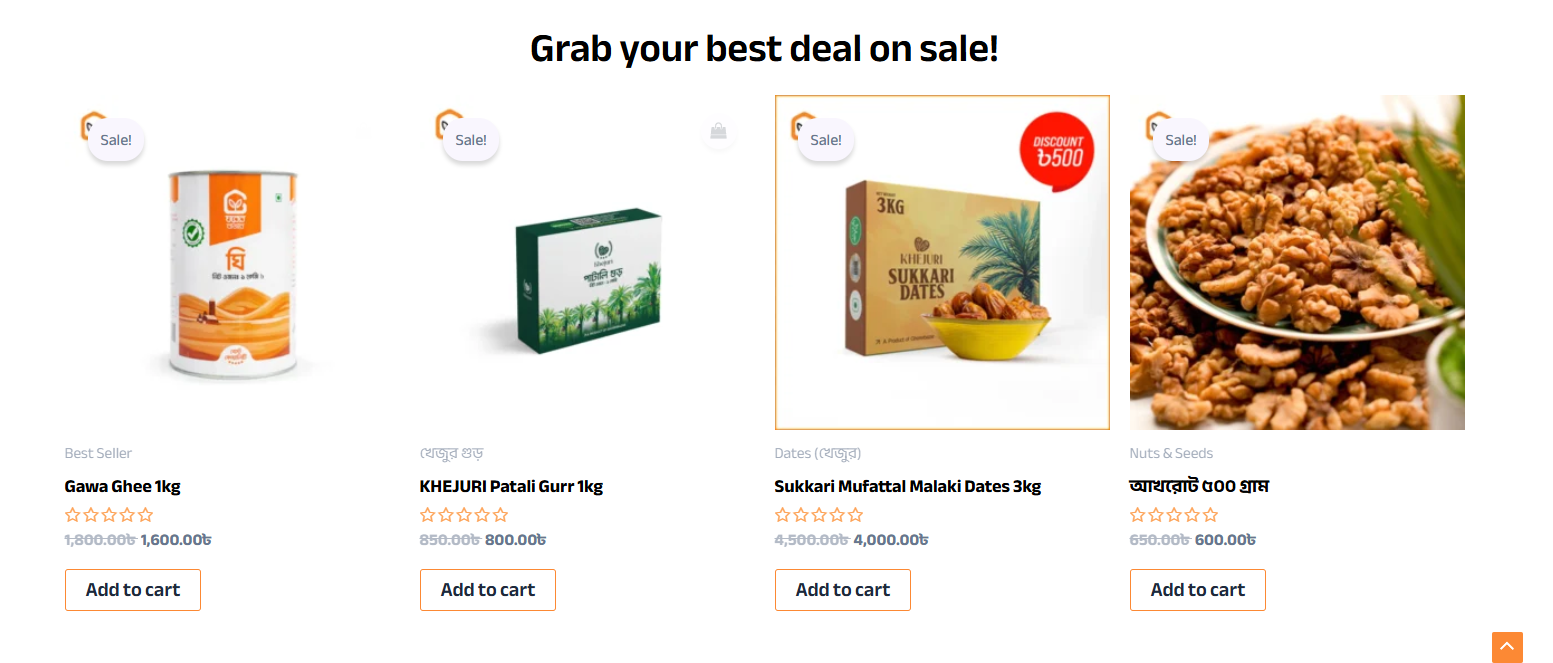 Grab your best deal on sale!
Sale!
Sale!
Sale!
Sale!
DISCOUNT
৳500
ঘি
Khejuri
পাটালি গুড়
3KG
KHEJURI
SUKKARI
DATES
Best Seller
খেজুর গুড়
Dates (খেজুর)
Nuts & Seeds
Gawa Ghee 1kg
KHEJURI Patali Gurr 1kg
Sukkari Mufattal Malaki Dates 3kg
আখরোট ৫০০ গ্রাম
1,800.00৳ 1,600.00৳
850.00৳ 800.00৳
4,500.00৳ 4,000.00৳
650.00৳ 600.00৳
Add to cart
Add to cart
Add to cart
Add to cart